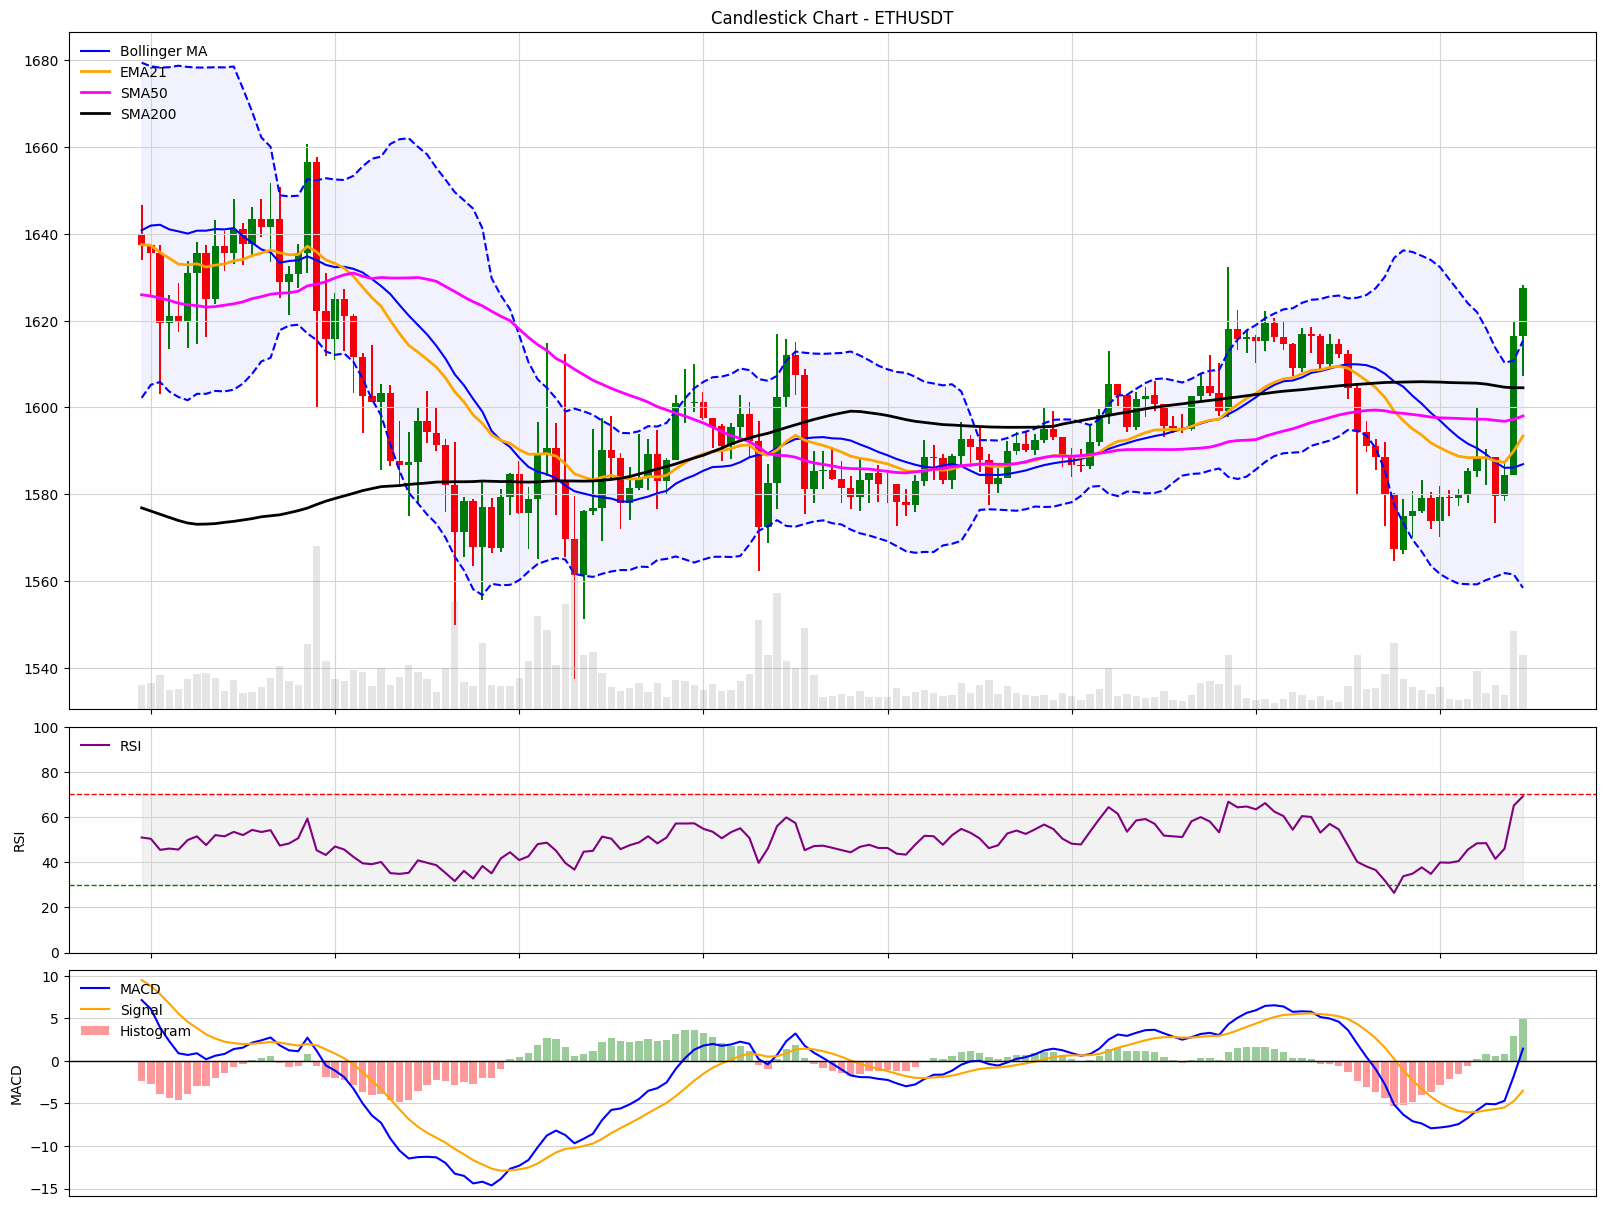 Candlestick Chart - ETHUSDT
Bollinger MA
EMA21
SMA50
SMA200
1680
1660
1640
1620
1600
1580
1560
1540
RSI
100
80
60
40
20
0
RSI
MACD
Signal
Histogram
10
5
0
−5
−10
−15
MACD